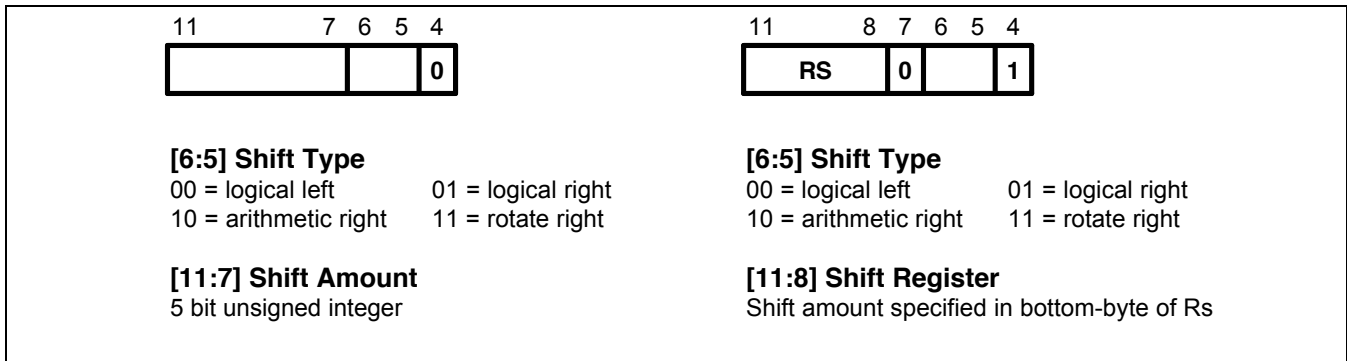 11 7 6 5 4
0
[6:5] Shift Type
00 = logical left 01 = logical right
10 = arithmetic right 11 = rotate right
[11:7] Shift Amount
5 bit unsigned integer
11 8 7 6 5 4
RS 0 1
[6:5] Shift Type
00 = logical left 01 = logical right
10 = arithmetic right 11 = rotate right
[11:8] Shift Register
Shift amount specified in bottom-byte of Rs